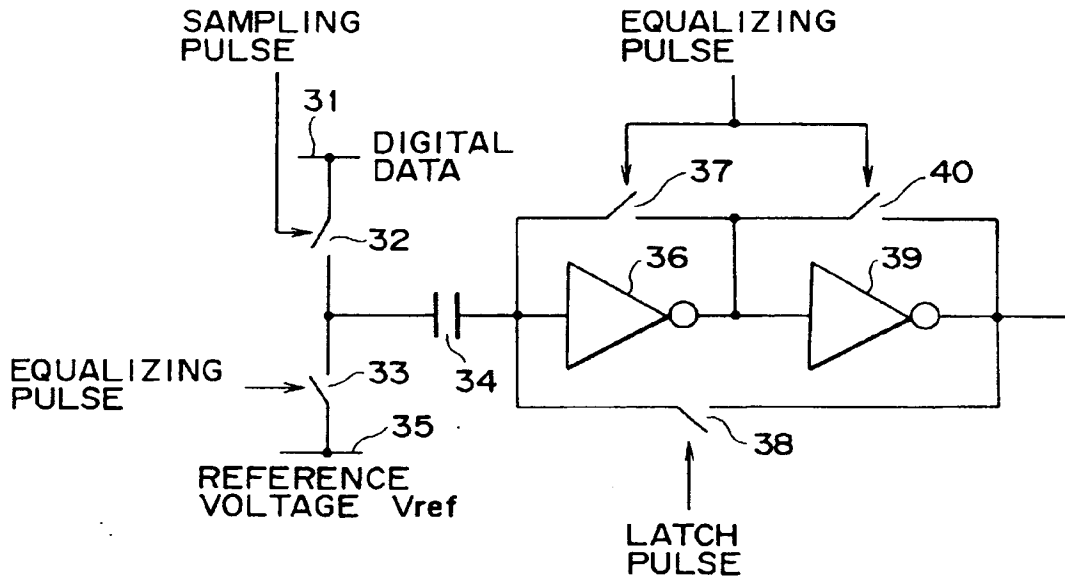 SAMPLING
PULSE
EQUALIZING
PULSE
31
DIGITAL
DATA
37
40
32
36
39
EQUALIZING
PULSE
33
34
35
38
REFERENCE
VOLTAGE Vref
LATCH
PULSE